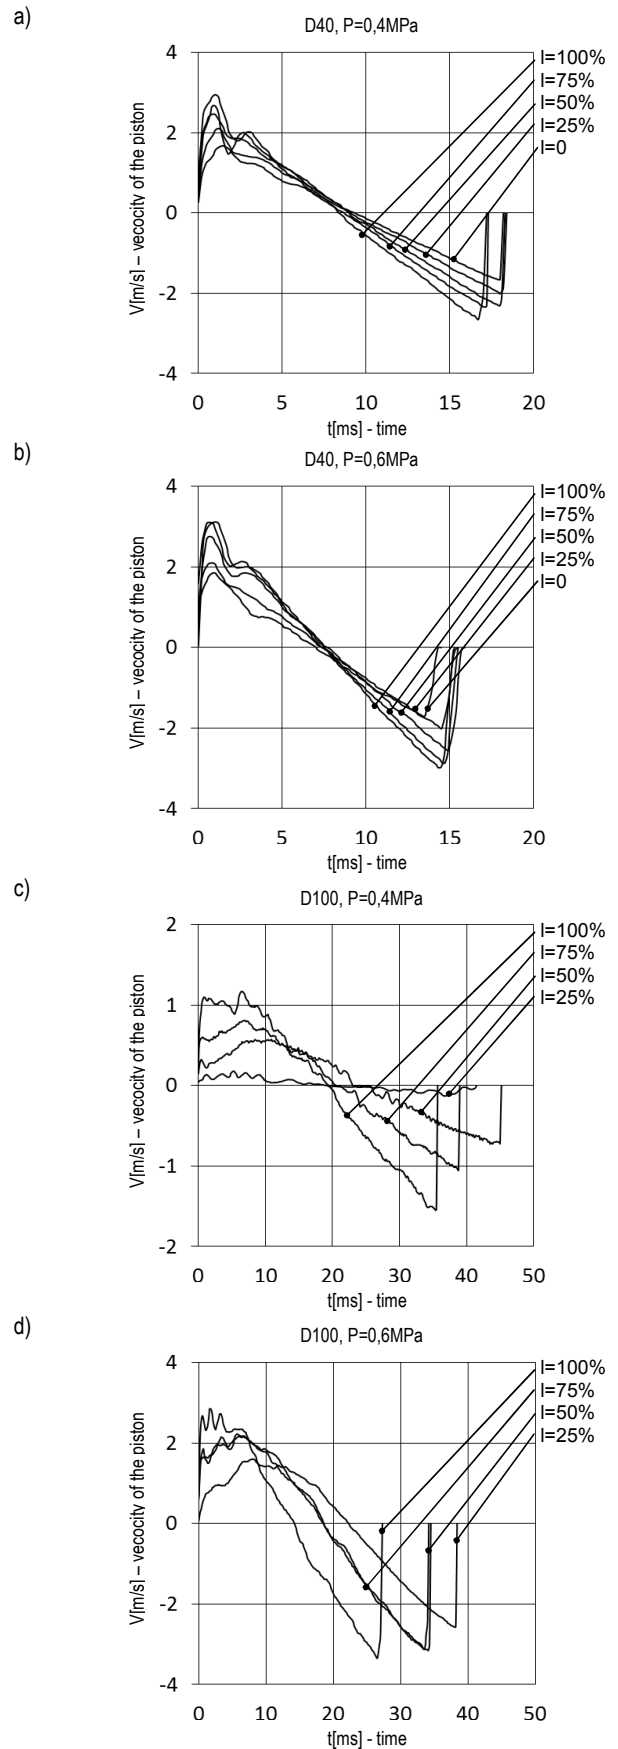 a)
D40, P=0,4MPa
V[m/s] – vecocity of the piston
4
2
0
-2
-4
0 5 10 15 20
t[ms] - time
I=100%
I=75%
I=50%
I=25%
I=0
b)
D40, P=0,6MPa
V[m/s] – vecocity of the piston
4
2
0
-2
-4
0 5 10 15 20
t[ms] - time
I=100%
I=75%
I=50%
I=25%
I=0
c)
D100, P=0,4MPa
V[m/s] – vecocity of the piston
2
1
0
-1
-2
0 10 20 30 40 50
t[ms] - time
I=100%
I=75%
I=50%
I=25%
d)
D100, P=0,6MPa
V[m/s] – vecocity of the piston
4
2
0
-2
-4
0 10 20 30 40 50
t[ms] - time
I=100%
I=75%
I=50%
I=25%